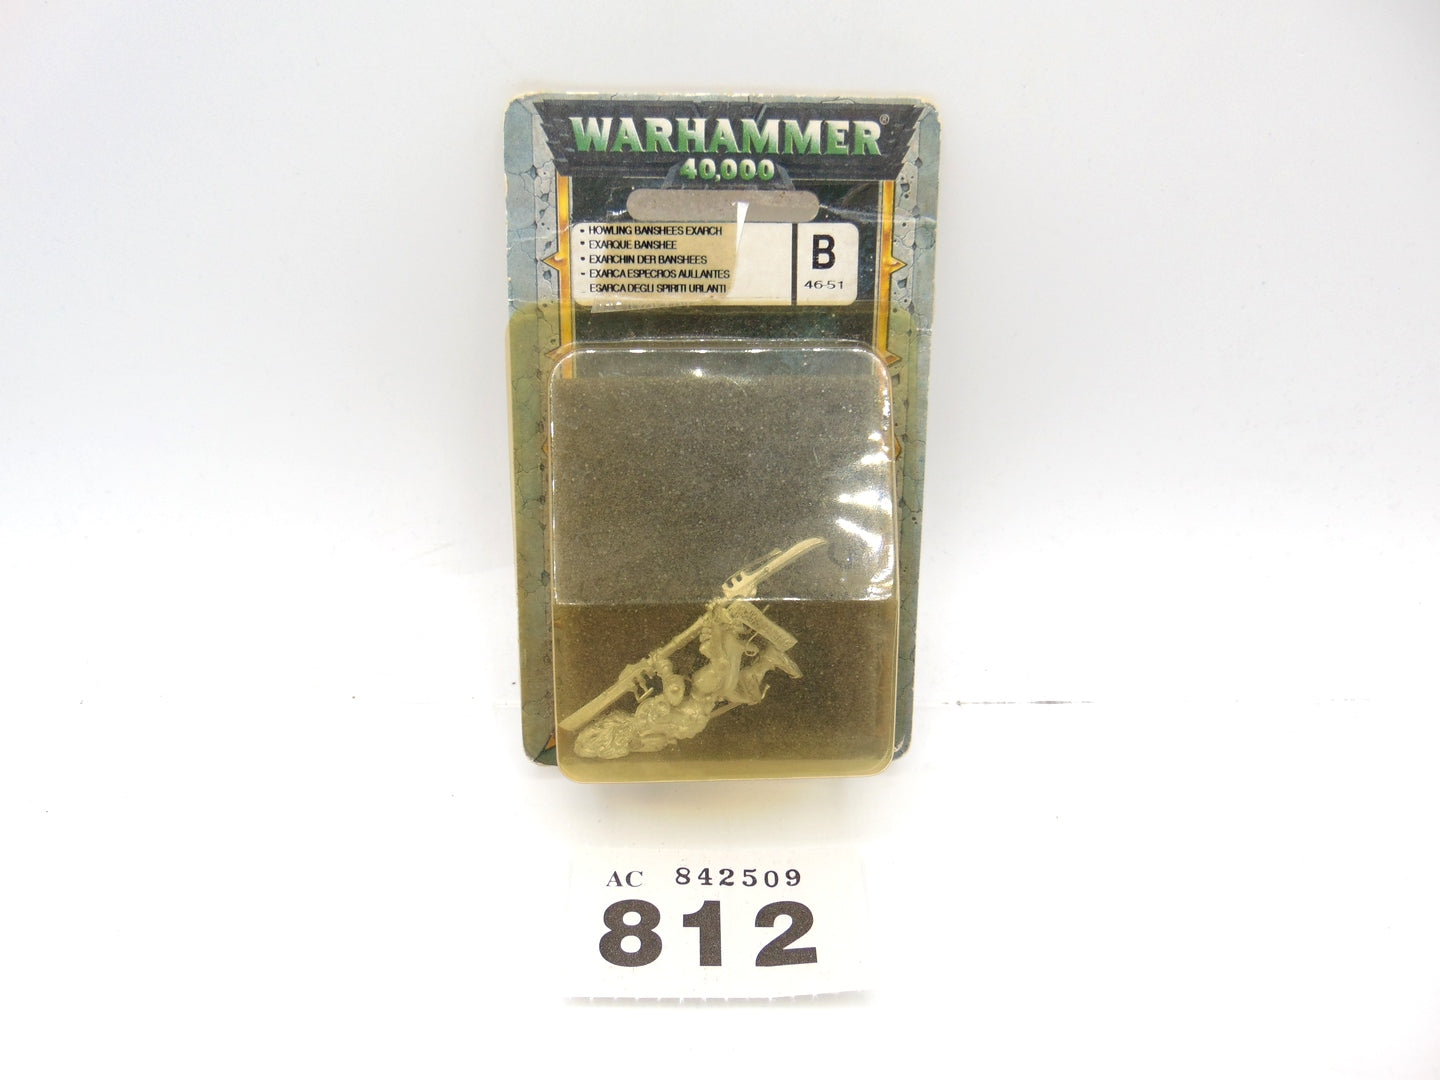 WARHAMMER®
40,000
• HOWLING BANSHEES EXARCH
• EXARQUE BANSHEE
• EXARCHIN DER BANSHEES
- EXARCA ESPECROS AULLANTES
ESARCA DEGLI SPIRITI URLANTI
B
46-51
AC 842509
812